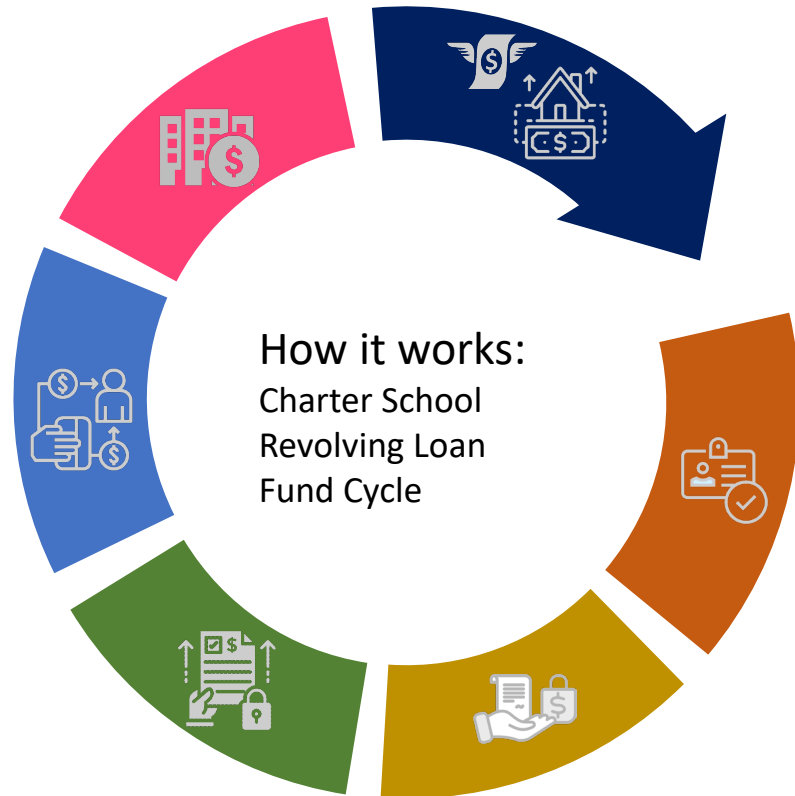 How it works:
Charter School
Revolving Loan
Fund Cycle